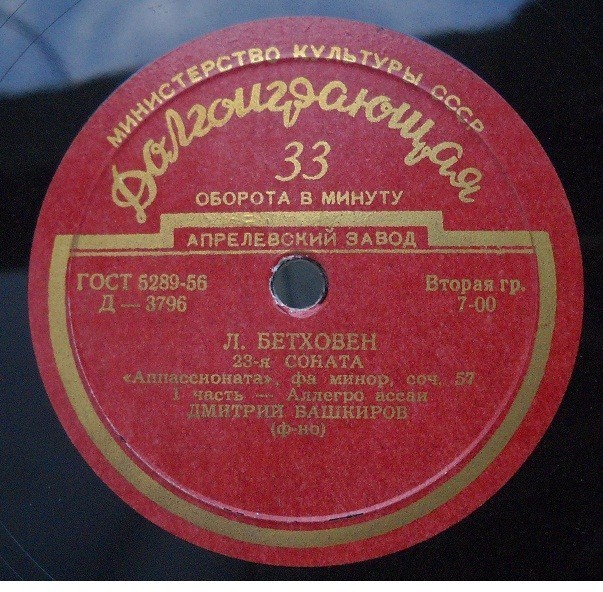 МИНИСТЕРСТВО КУЛЬТУРЫ СССР
Долгоиграющая
33
ОБОРОТА В МИНУТУ
АПРЕЛЕВСКИЙ ЗАВОД
ГОСТ 5289-56
Д — 3796
Вторая гр.
7-00
Л. БЕТХОВЕН
23-я СОНАТА
«Аппассионата», фа минор, соч. 57
I часть — Аллегро ассаи
ДМИТРИЙ БАШКИРОВ
(ф-но)